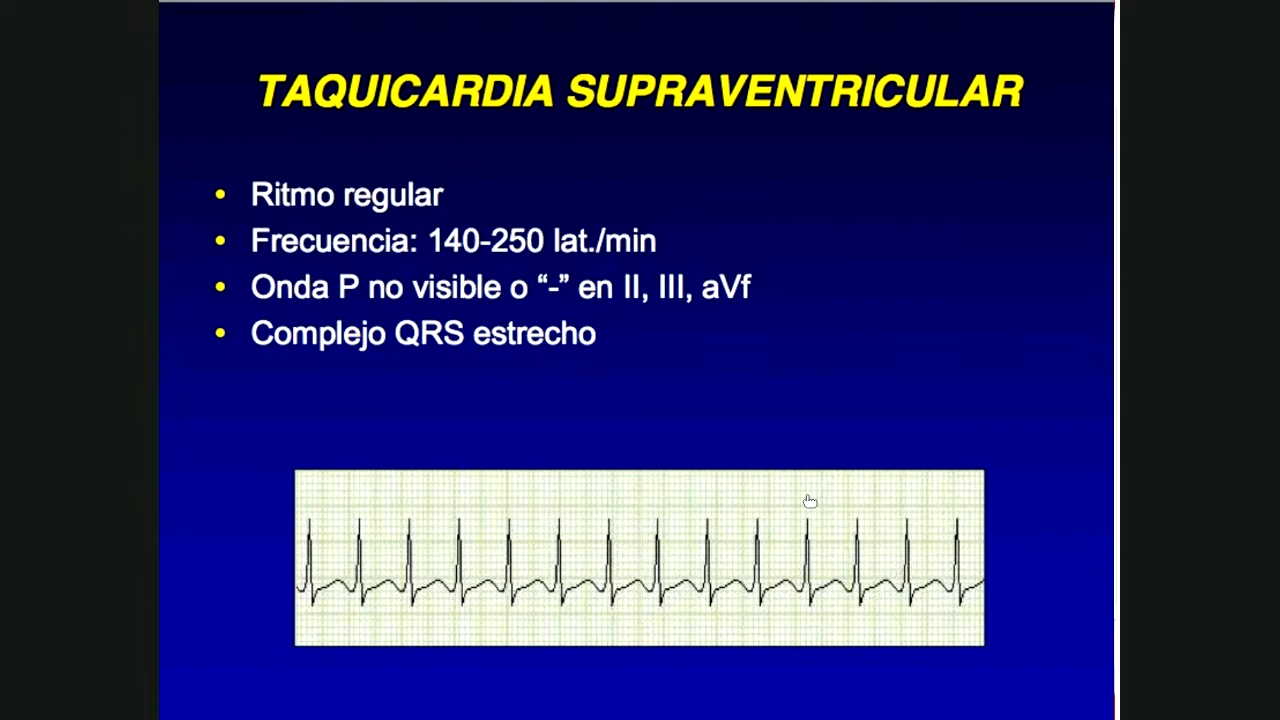 TAQUICARDIA SUPRAVENTRICULAR
• Ritmo regular
• Frecuencia: 140-250 lat./min
• Onda P no visible o “-” en II, III, aVf
• Complejo QRS estrecho